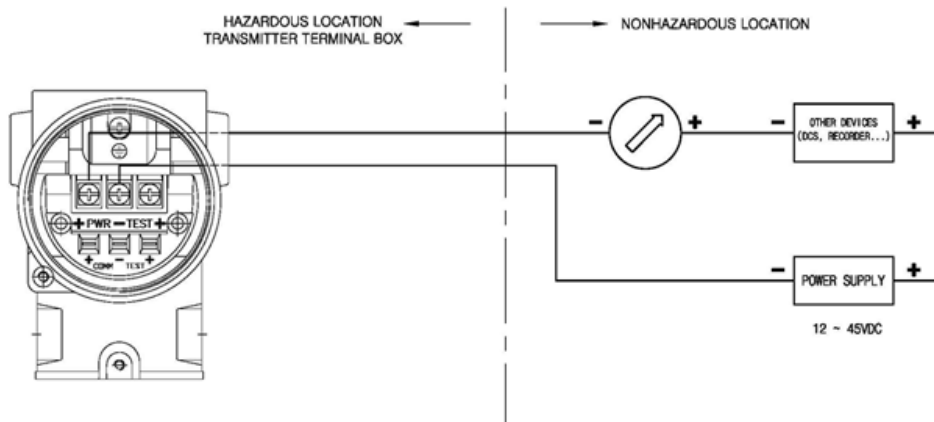 HAZARDOUS LOCATION
TRANSMITTER TERMINAL BOX
NONHAZARDOUS LOCATION
- +
- OTHER DEVICES +
(DCS, RECORDER...)
+ PWR - TEST +
+ - +
COMM TEST
- POWER SUPPLY +
12 ~ 45VDC